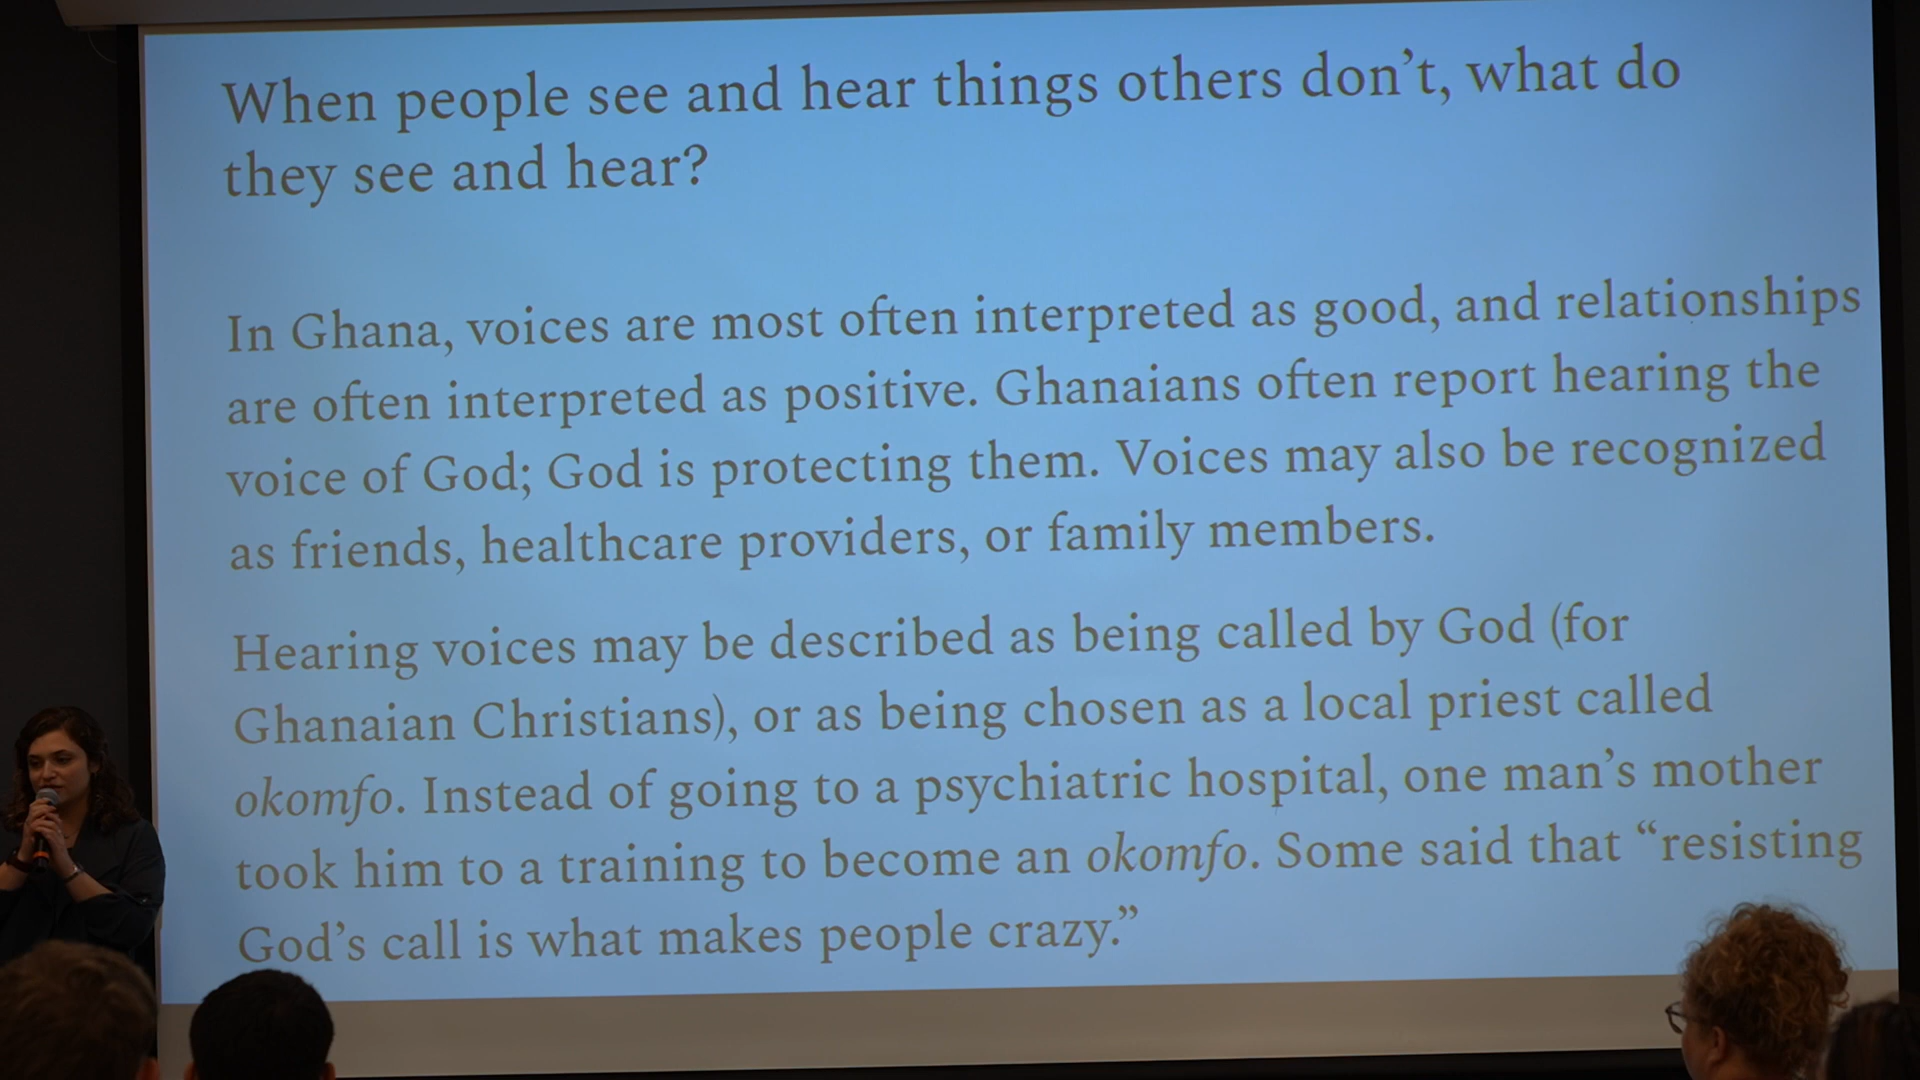 When people see and hear things others don’t, what do
they see and hear?
In Ghana, voices are most often interpreted as good, and relationships
are often interpreted as positive. Ghanaians often report hearing the
voice of God; God is protecting them. Voices may also be recognized
as friends, healthcare providers, or family members.
Hearing voices may be described as being called by God (for
Ghanaian Christians), or as being chosen as a local priest called
okomfo. Instead of going to a psychiatric hospital, one man’s mother
took him to a training to become an okomfo. Some said that “resisting
God’s call is what makes people crazy.”